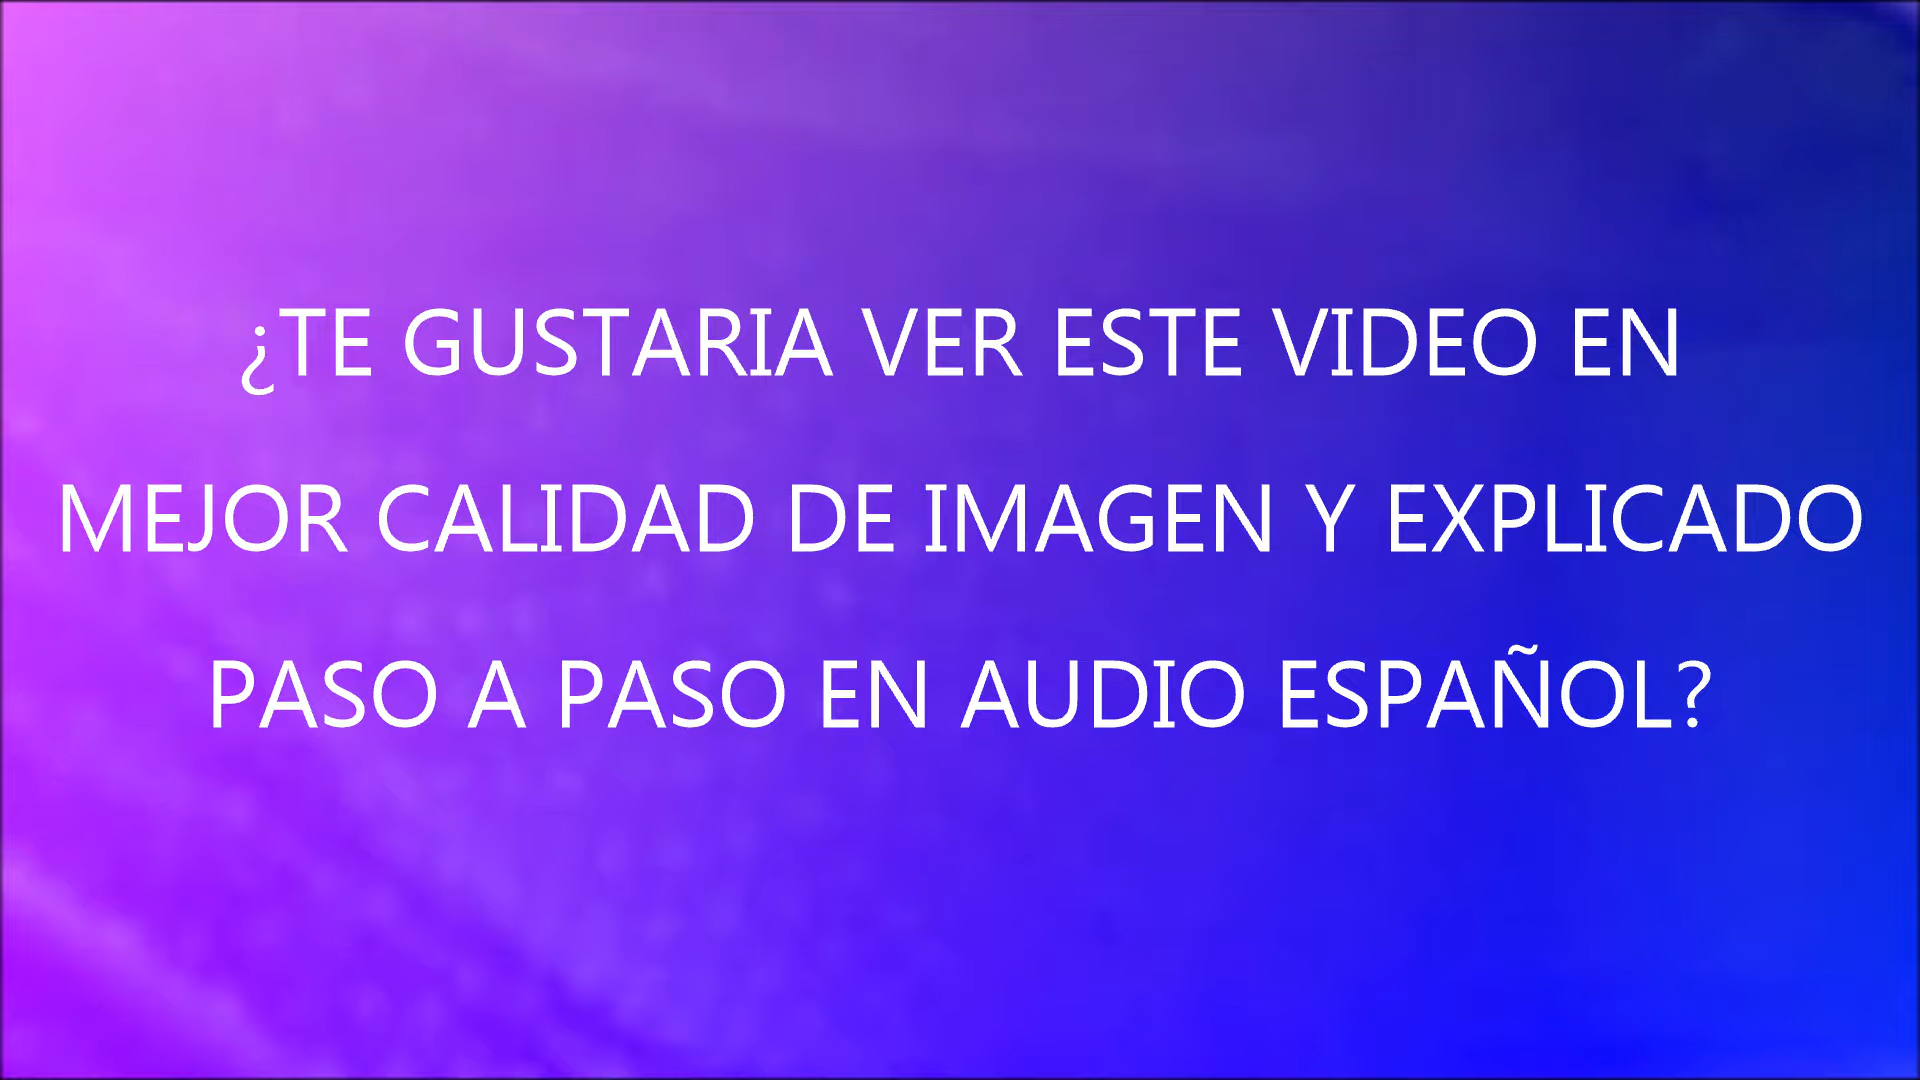 ¿TE GUSTARIA VER ESTE VIDEO EN
MEJOR CALIDAD DE IMAGEN Y EXPLICADO
PASO A PASO EN AUDIO ESPAÑOL?